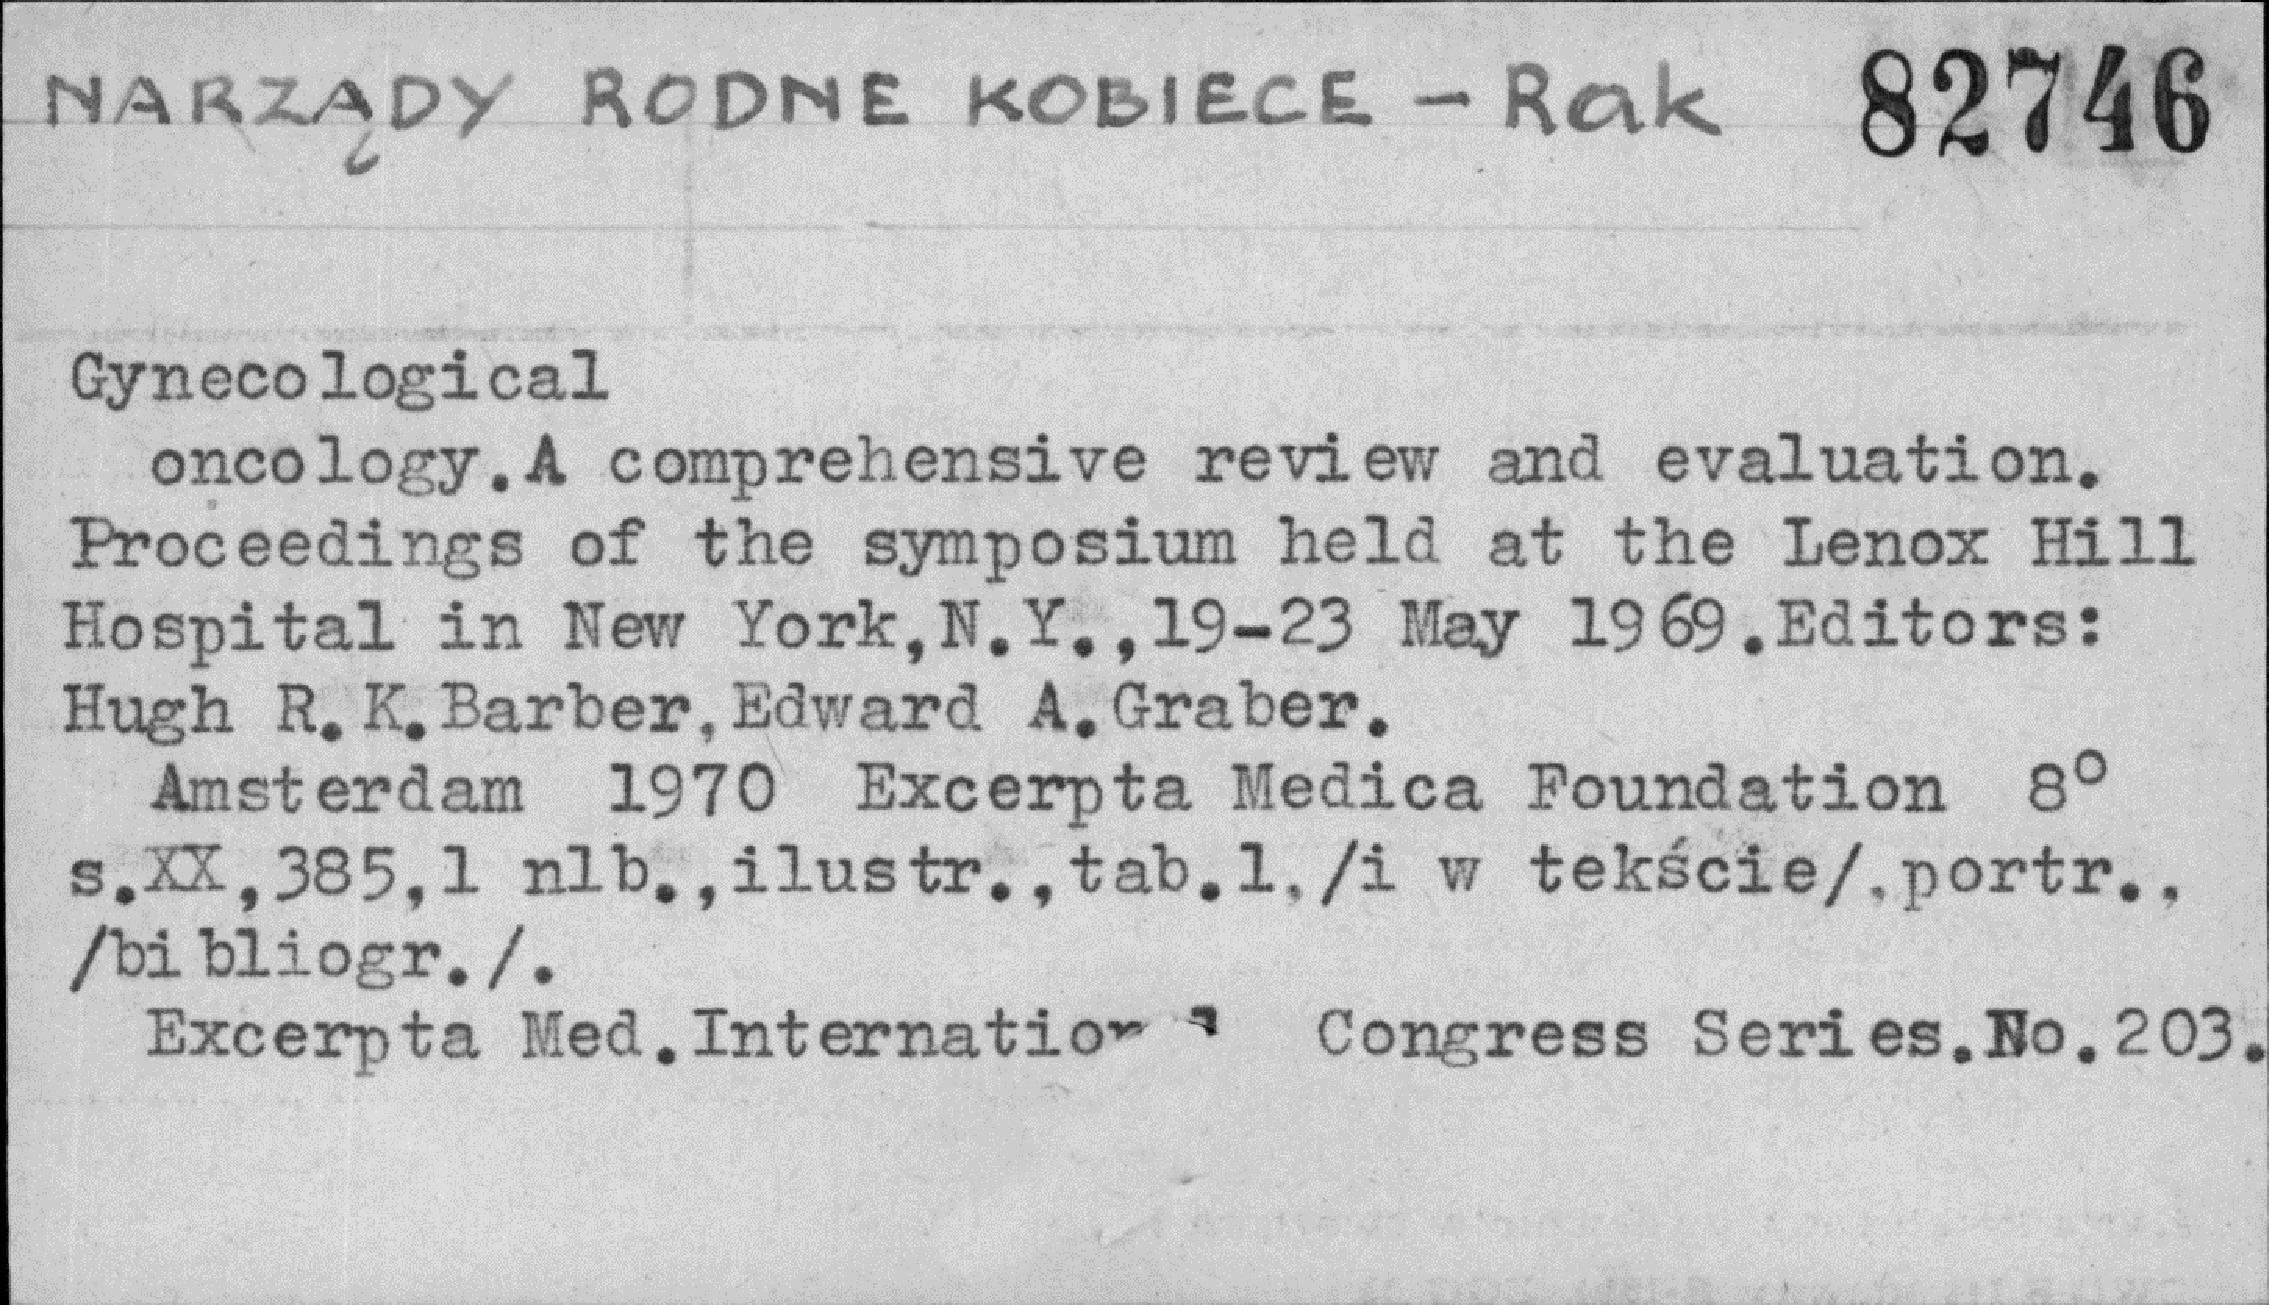 NARZĄDY RODNE KOBIECE - Rak 82746
Gynecological
oncology.A comprehensive review and evaluation.
Proceedings of the symposium held at the Lenox Hill
Hospital in New York,N.Y.,19-23 May 1969.Editors:
Hugh R.K.Barber,Edward A.Graber.
Amsterdam 1970 Excerpta Medica Foundation 8°
s.XX,385,1 nlb.,ilustr.,tab.1,/i w tekście/,portr.,
/bibliogr./.
Excerpta Med. Congress Series.No.203.